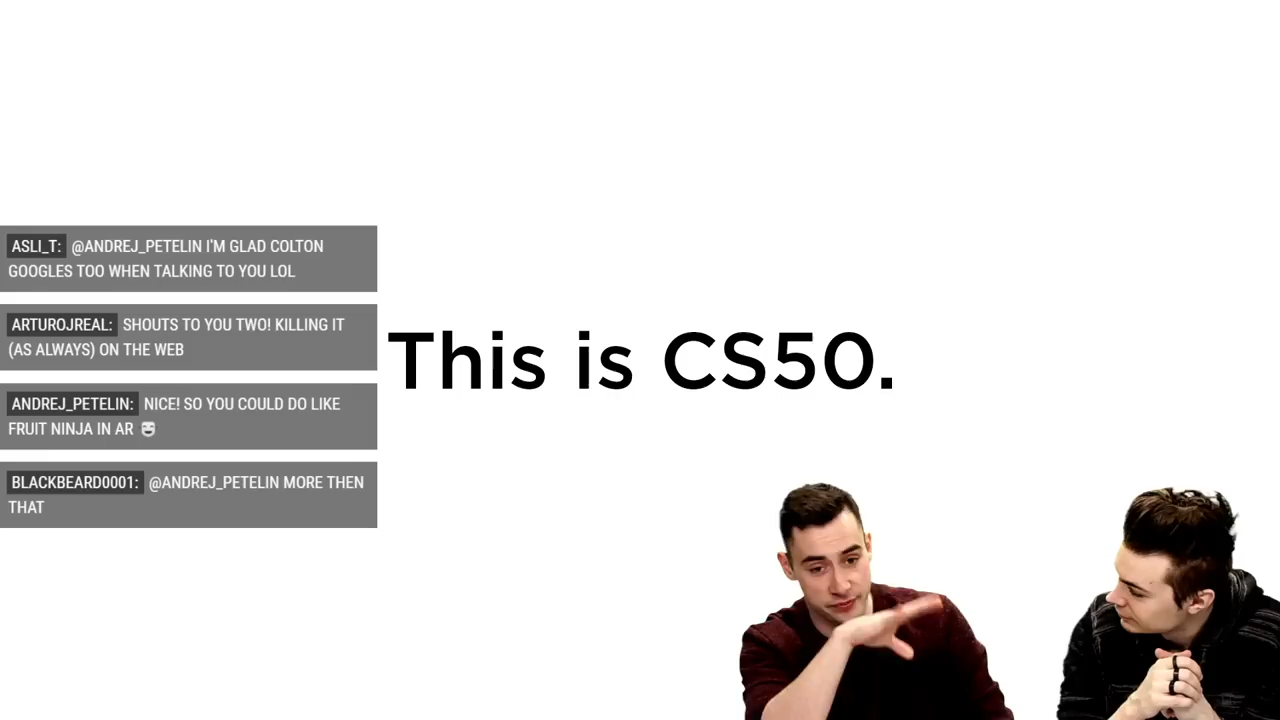 ASLI_T: @ANDREJ_PETELIN I'M GLAD COLTON
GOOGLES TOO WHEN TALKING TO YOU LOL
ARTUROJREAL: SHOUTS TO YOU TWO! KILLING IT
(AS ALWAYS) ON THE WEB
This is CS50.
ANDREJ_PETELIN: NICE! SO YOU COULD DO LIKE
FRUIT NINJA IN AR
BLACKBEARD0001: @ANDREJ_PETELIN MORE THEN
THAT